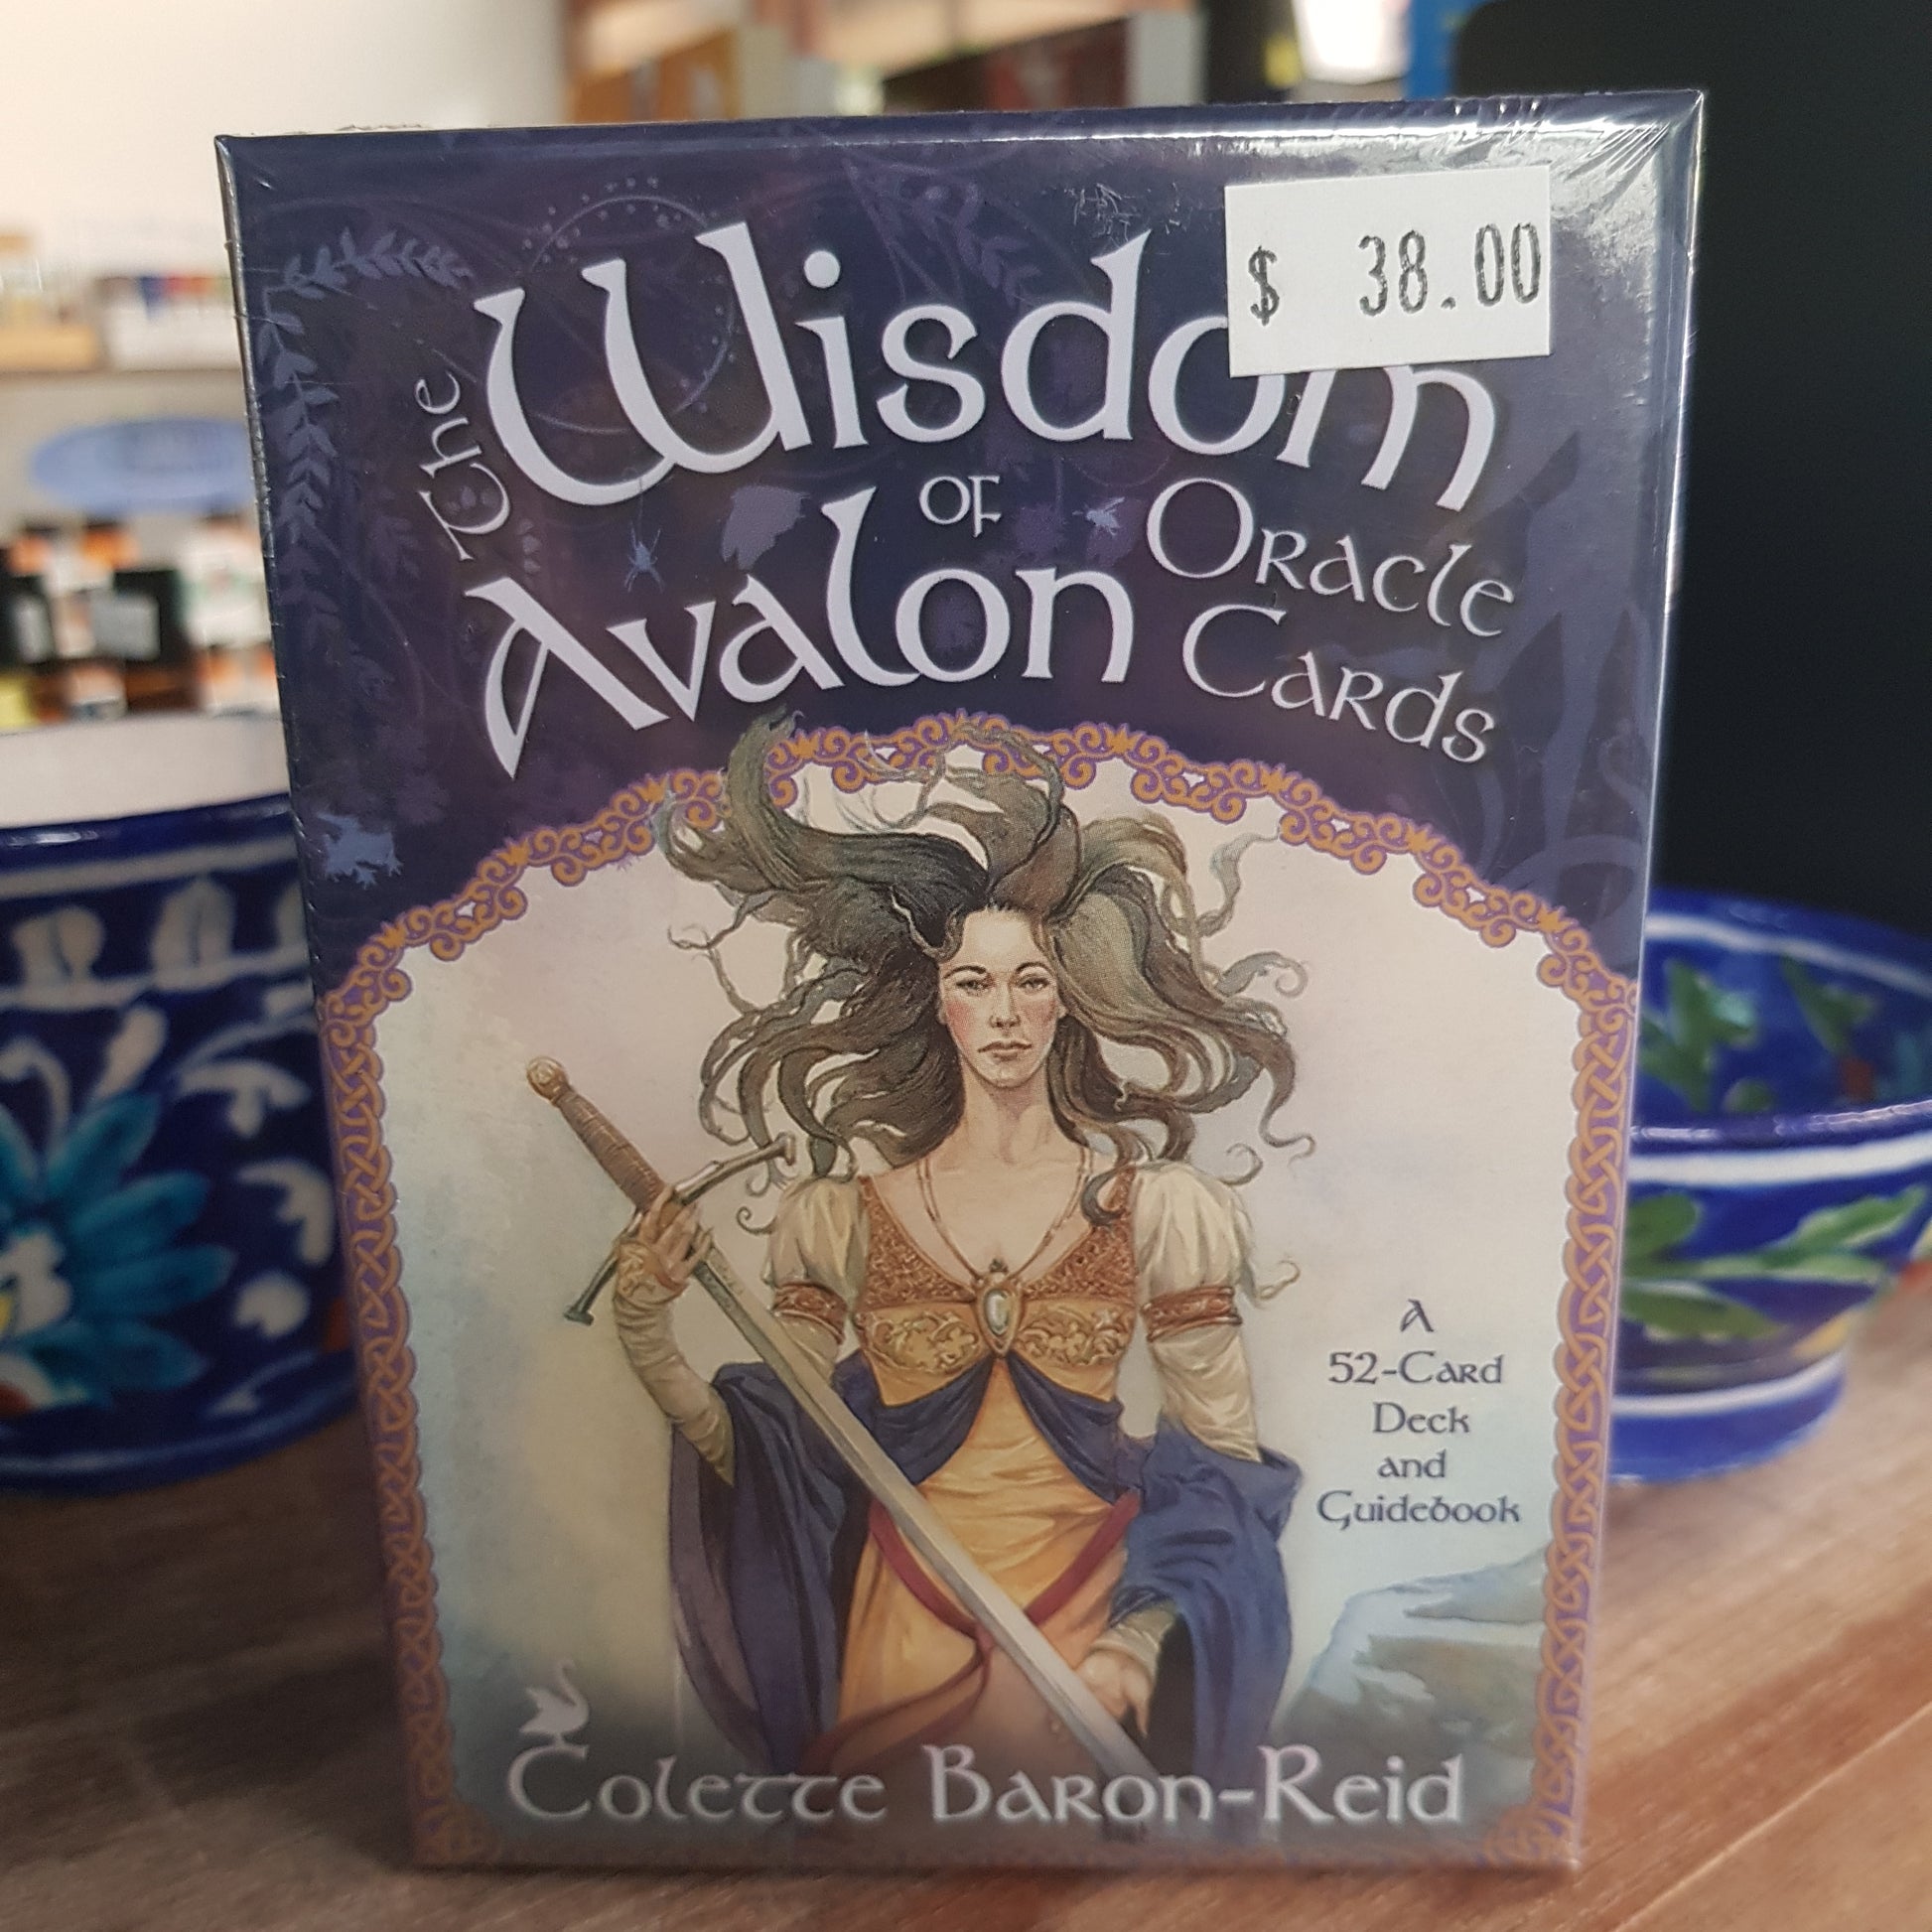 $ 38.00
The Wisdom
of
Avalon
Oracle
Cards
A
52-Card
Deck
and
Guidebook
Colette Baron-Reid